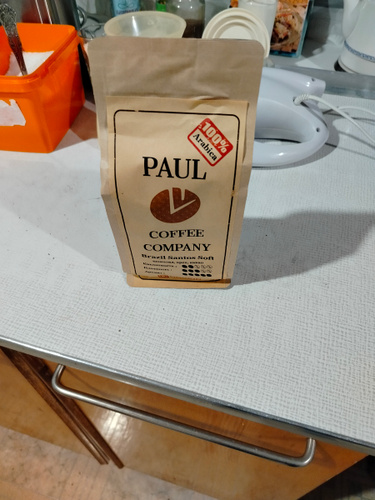 100%
Arabica
PAUL
COFFEE
COMPANY
Brazil Santos Soft